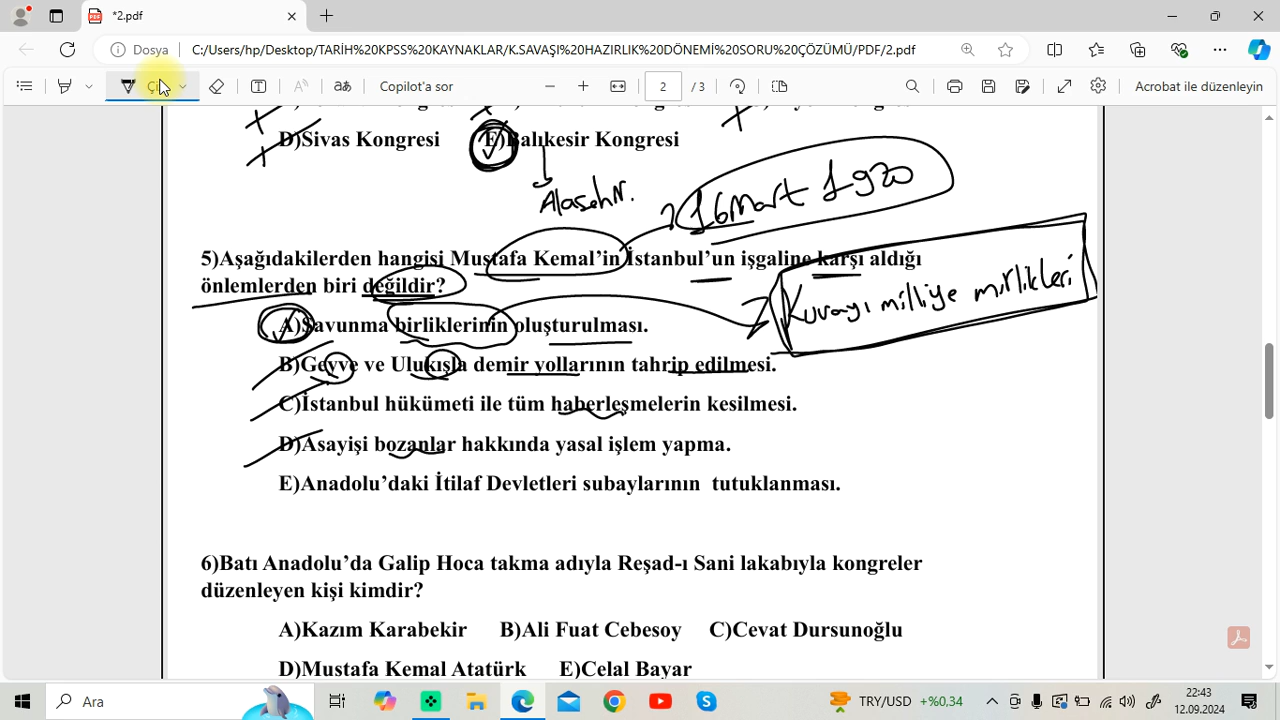 *2.pdf
Dosya C:/Users/hp/Desktop/TARİH%20KPSS%20KAYNAKLAR/K.SAVAŞI%20HAZIRLIK%20DÖNEMİ%20SORU%20ÇÖZÜMÜ/PDF/2.pdf
Copilot'a sor 2 / 3 Acrobat ile düzenleyin
D)Sivas Kongresi E)Balıkesir Kongresi
Alaşehir.
16 Mart 1920
5)Aşağıdakilerden hangisi Mustafa Kemal’in İstanbul’un işgaline karşı aldığı
önlemlerden biri değildir?
Kuvayı milliye
A)Savunma birliklerinin oluşturulması.
B)Geyve ve Ulukışla demir yollarının tahrip edilmesi.
C)İstanbul hükümeti ile tüm haberleşmelerin kesilmesi.
D)Asayişi bozanlar hakkında yasal işlem yapma.
E)Anadolu’daki İtilaf Devletleri subaylarının tutuklanması.
6)Batı Anadolu’da Galip Hoca takma adıyla Reşad-ı Sani lakabıyla kongreler
düzenleyen kişi kimdir?
A)Kazım Karabekir B)Ali Fuat Cebesoy C)Cevat Dursunoğlu
D)Mustafa Kemal Atatürk E)Celal Bayar
Ara TRY/USD +%0,34 22:43
12.09.2024